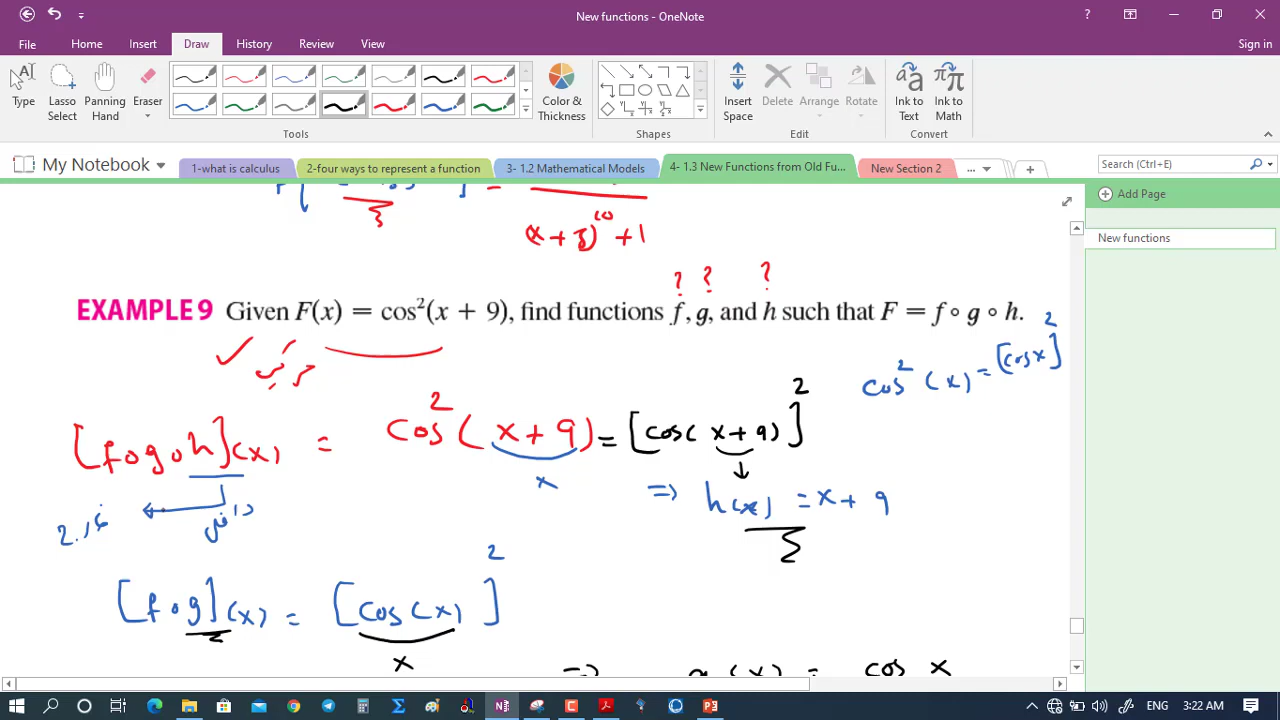 New functions - OneNote
? 
File Home Insert Draw History Review View Sign in
Type Lasso Select Panning Hand Eraser Color & Thickness Insert Space Delete Arrange Rotate Ink to Text Ink to Math
Tools Shapes Edit Convert
My Notebook 1-what is calculus 2-four ways to represent a function 3- 1.2 Mathematical Models 4- 1.3 New Functions from Old Fu... New Section 2 ... Search (Ctrl+E)
Add Page
New functions
? ? ?
EXAMPLE 9 Given F(x) = cos²(x + 9), find functions f, g, and h such that F = f ∘ g ∘ h.
cos² (x) = [cos x]²
[f o g o h](x) = cos² (x + 9) = [cos(x + 9)]²
x
⇒ h(x) = x + 9
[f o g](x) = [cos(x)]²
x
⇒ g(x) = cos x
3:22 AM